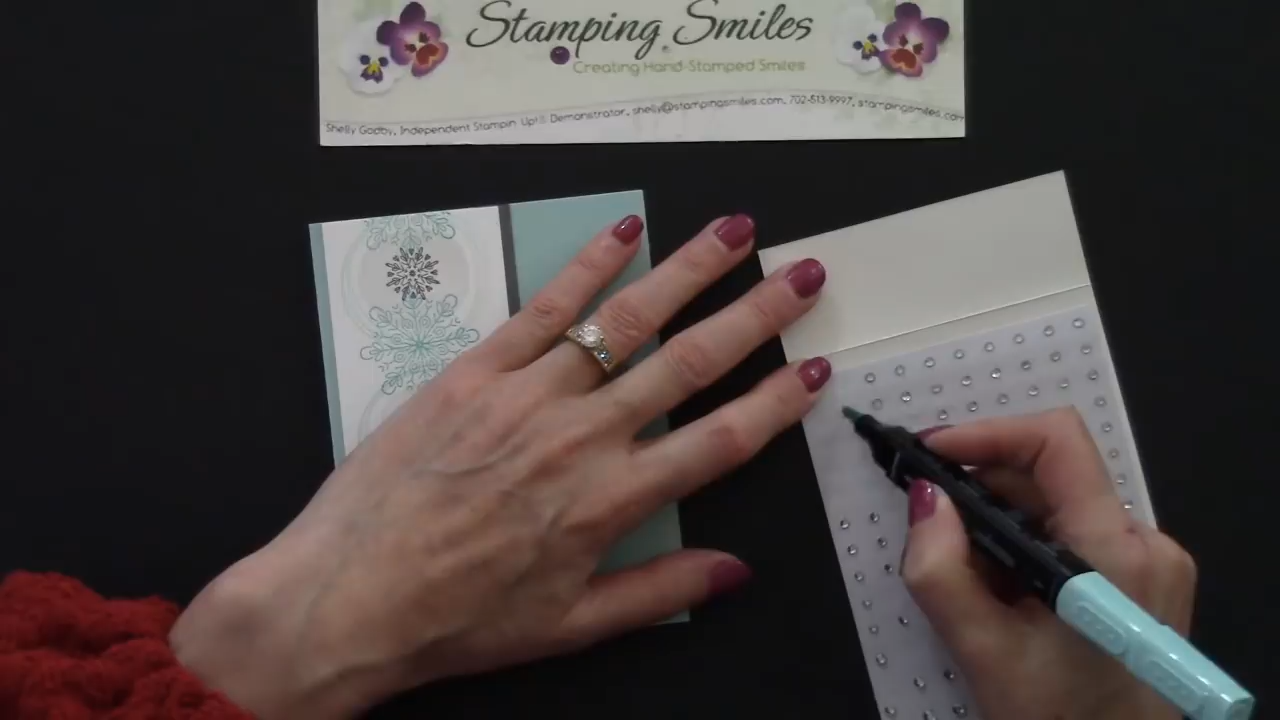 Stamping Smiles
Creating Hand-Stamped Smiles
Shelly Godby, Independent Stampin' Up!® Demonstrator, shelly@stampingsmiles.com, 702-513-9997, stampingsmiles.com